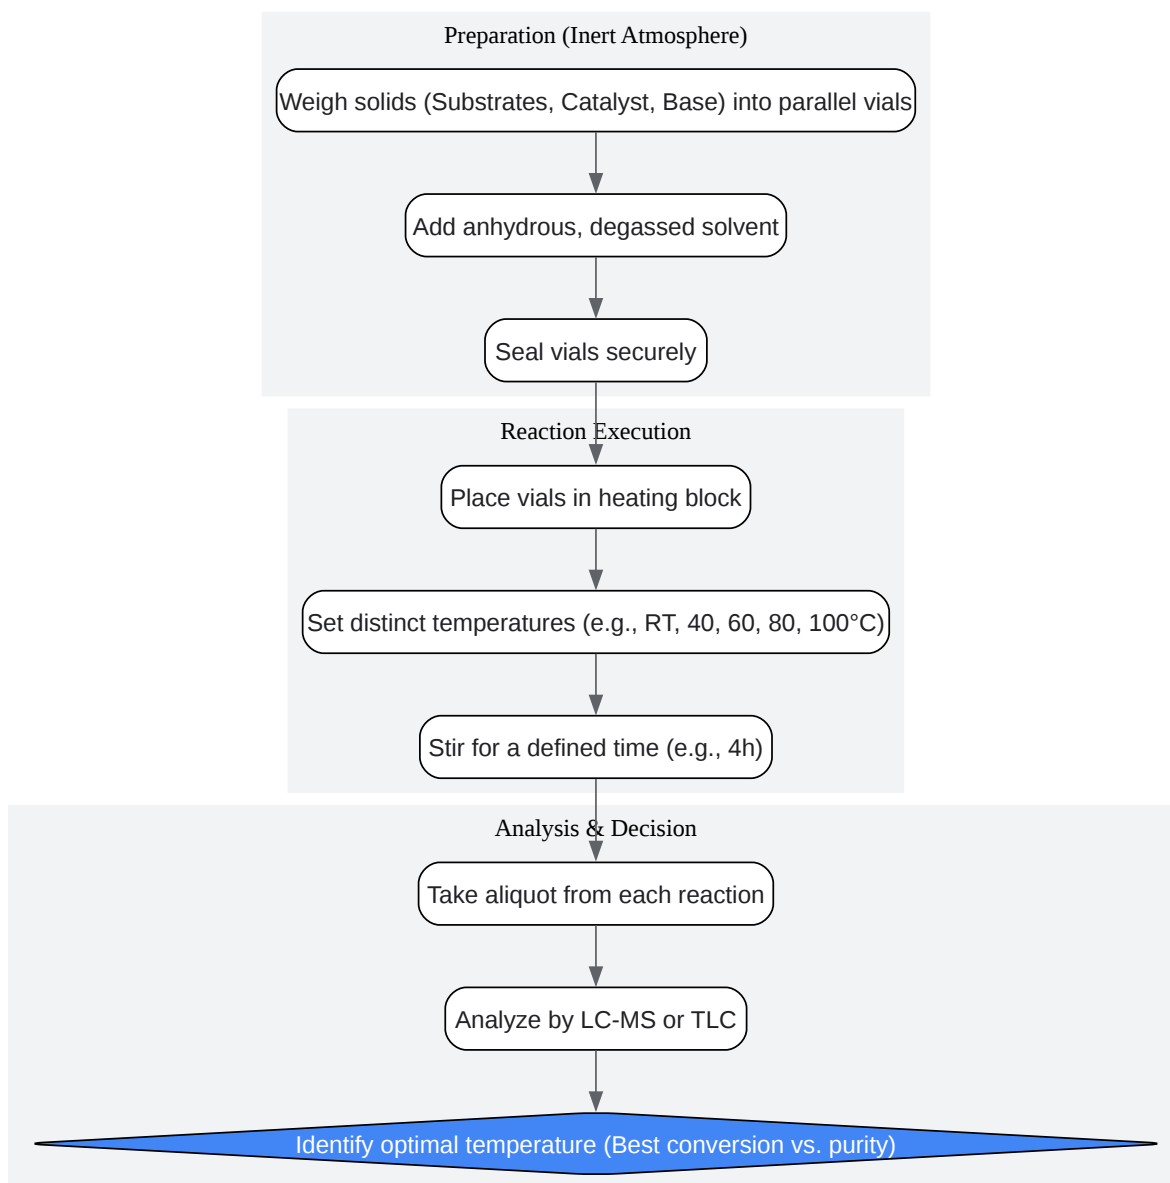 Preparation (Inert Atmosphere)
Weigh solids (Substrates, Catalyst, Base) into parallel vials
Add anhydrous, degassed solvent
Seal vials securely
Reaction Execution
Place vials in heating block
Set distinct temperatures (e.g., RT, 40, 60, 80, 100°C)
Stir for a defined time (e.g., 4h)
Analysis & Decision
Take aliquot from each reaction
Analyze by LC-MS or TLC
Identify optimal temperature (Best conversion vs. purity)